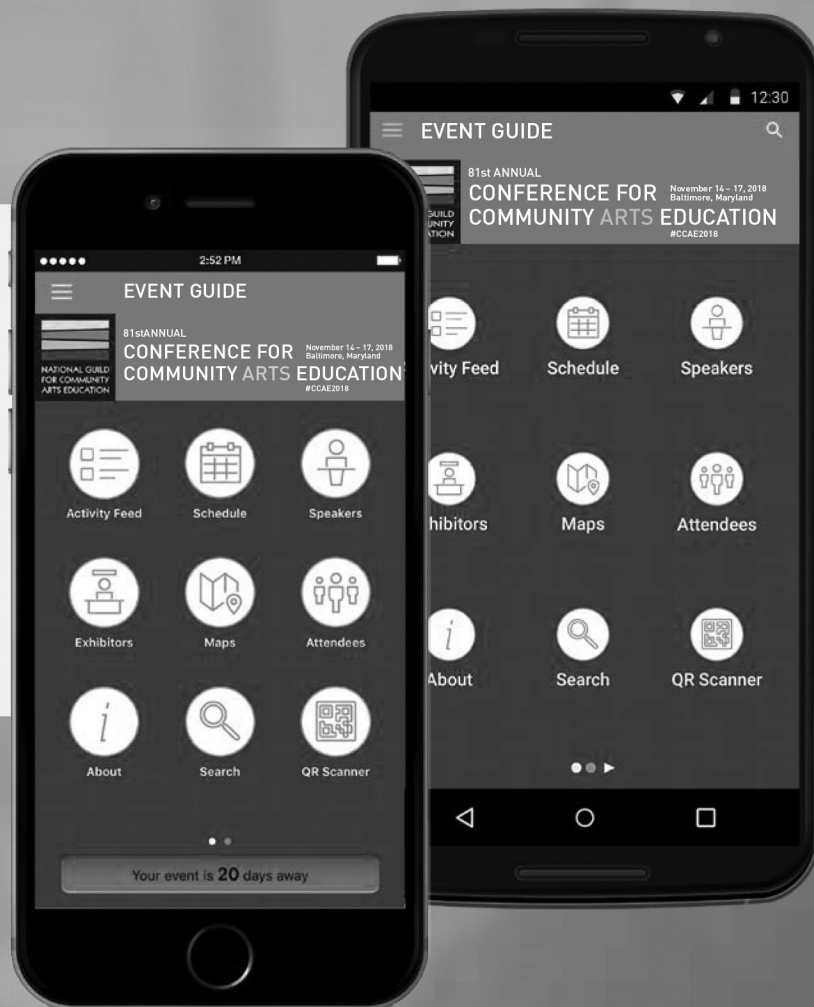 2:52 PM
EVENT GUIDE
NATIONAL GUILD
FOR COMMUNITY
ARTS EDUCATION
81stANNUAL
CONFERENCE FOR
COMMUNITY ARTS EDUCATION
November 14 – 17, 2018
Baltimore, Maryland
#CCAE2018
Activity Feed
Schedule
Speakers
Exhibitors
Maps
Attendees
i
About
Search
QR Scanner
Your event is 20 days away
12:30
EVENT GUIDE
GUILD
UNITY
ATION
81st ANNUAL
CONFERENCE FOR
COMMUNITY ARTS EDUCATION
November 14 – 17, 2018
Baltimore, Maryland
#CCAE2018
vity Feed
Schedule
Speakers
hibitors
Maps
Attendees
i
About
Search
QR Scanner